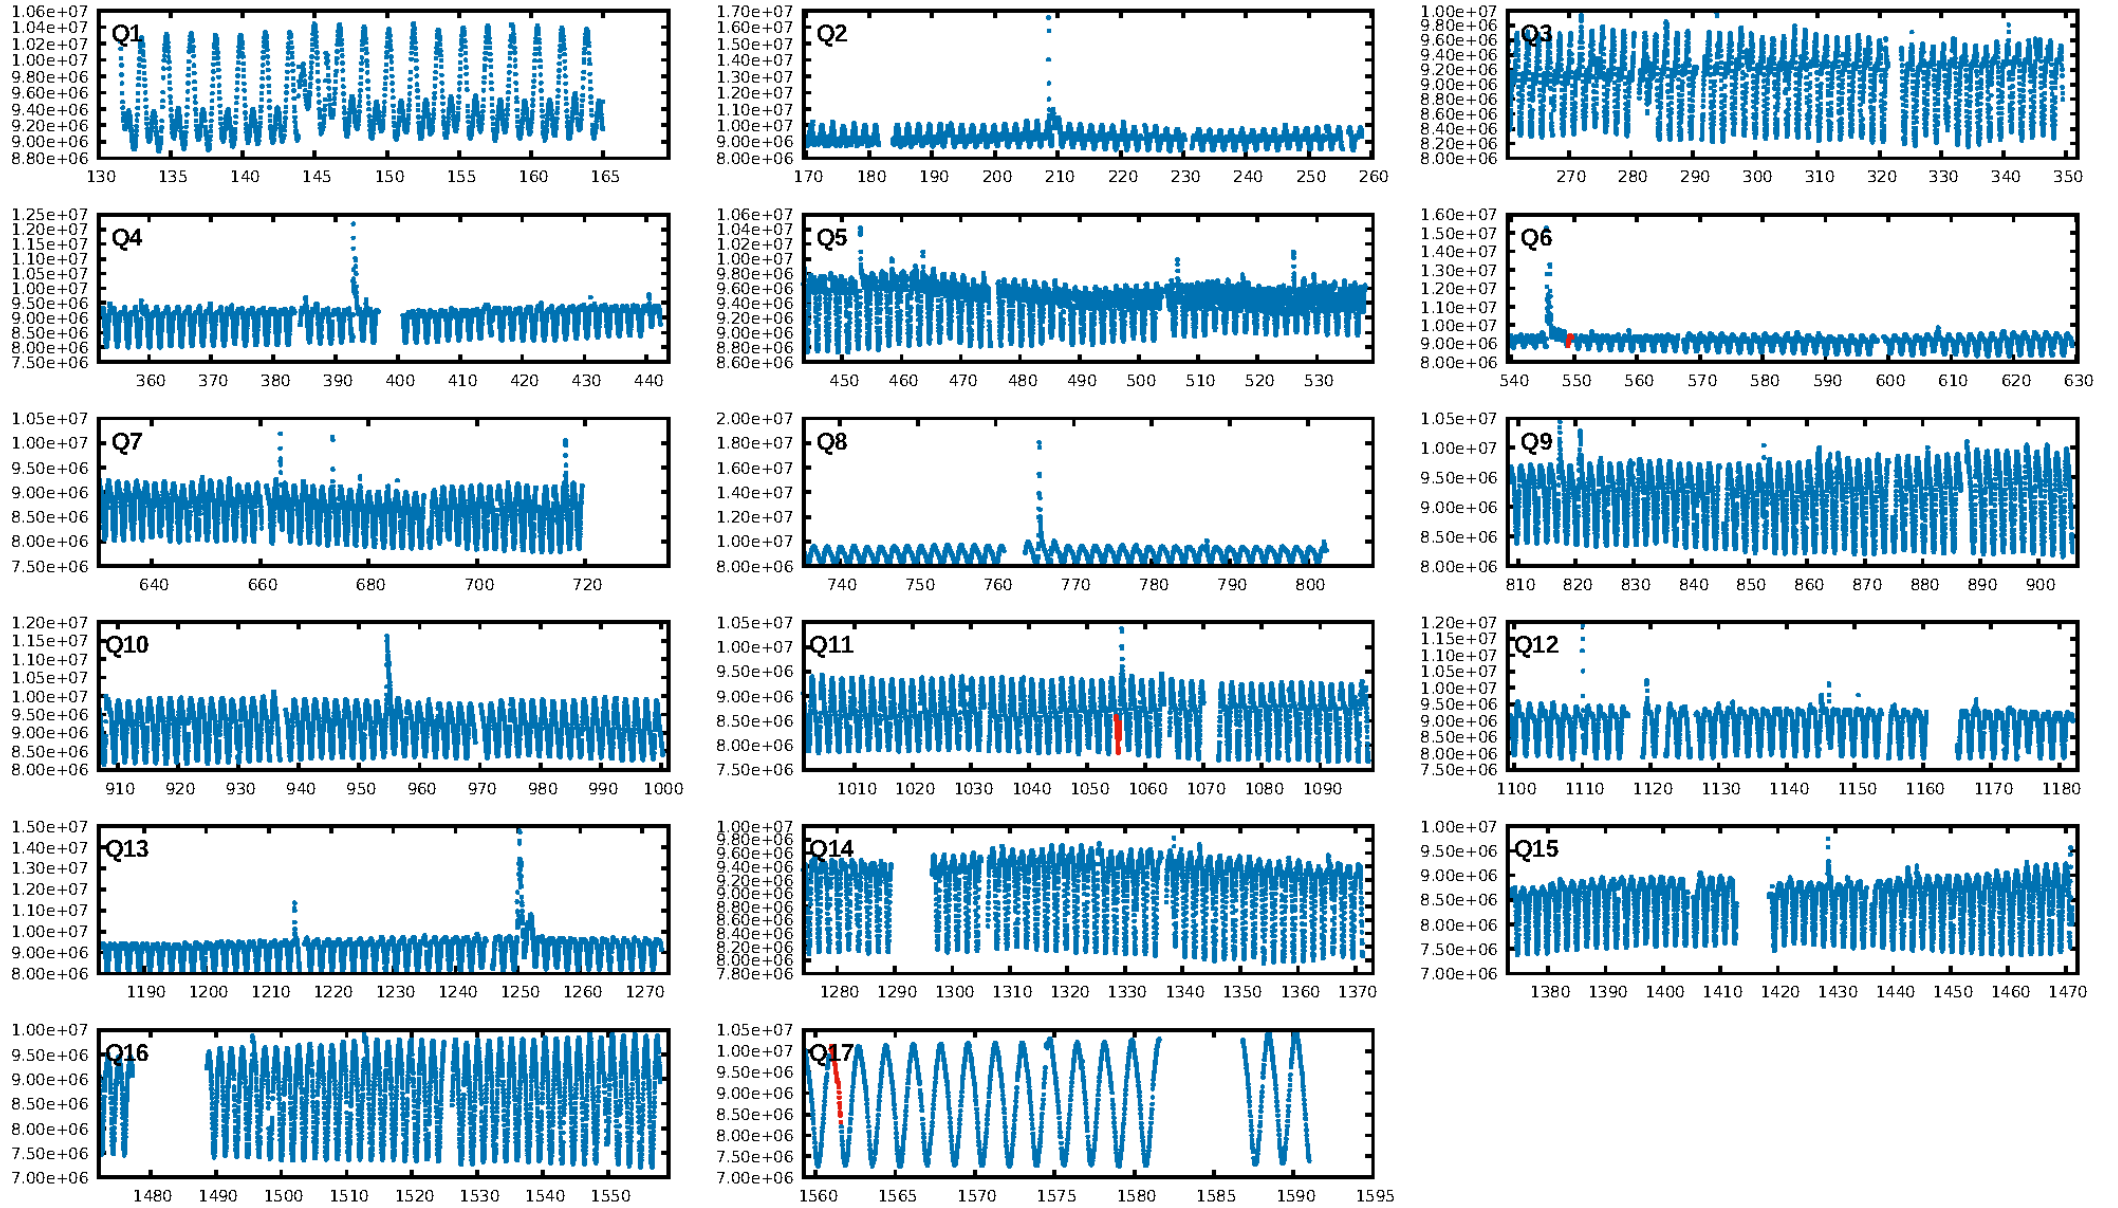 Q1
1.06e+07
1.04e+07
1.02e+07
1.00e+07
9.80e+06
9.60e+06
9.40e+06
9.20e+06
9.00e+06
8.80e+06
130 135 140 145 150 155 160 165
Q2
1.70e+07
1.60e+07
1.50e+07
1.40e+07
1.30e+07
1.20e+07
1.10e+07
1.00e+07
9.00e+06
8.00e+06
170 180 190 200 210 220 230 240 250 260
Q3
1.00e+07
9.80e+06
9.60e+06
9.40e+06
9.20e+06
9.00e+06
8.80e+06
8.60e+06
8.40e+06
8.20e+06
8.00e+06
270 280 290 300 310 320 330 340 350
Q4
1.25e+07
1.20e+07
1.15e+07
1.10e+07
1.05e+07
1.00e+07
9.50e+06
9.00e+06
8.50e+06
8.00e+06
7.50e+06
360 370 380 390 400 410 420 430 440
Q5
1.06e+07
1.04e+07
1.02e+07
1.00e+07
9.80e+06
9.60e+06
9.40e+06
9.20e+06
9.00e+06
8.80e+06
8.60e+06
450 460 470 480 490 500 510 520 530
Q6
1.60e+07
1.50e+07
1.40e+07
1.30e+07
1.20e+07
1.10e+07
1.00e+07
9.00e+06
8.00e+06
540 550 560 570 580 590 600 610 620 630
Q7
1.05e+07
1.00e+07
9.50e+06
9.00e+06
8.50e+06
8.00e+06
7.50e+06
640 660 680 700 720
Q8
2.00e+07
1.80e+07
1.60e+07
1.40e+07
1.20e+07
1.00e+07
8.00e+06
740 750 760 770 780 790 800
Q9
1.05e+07
1.00e+07
9.50e+06
9.00e+06
8.50e+06
8.00e+06
810 820 830 840 850 860 870 880 890 900
Q10
1.20e+07
1.15e+07
1.10e+07
1.05e+07
1.00e+07
9.50e+06
9.00e+06
8.50e+06
8.00e+06
910 920 930 940 950 960 970 980 990 1000
Q11
1.05e+07
1.00e+07
9.50e+06
9.00e+06
8.50e+06
8.00e+06
7.50e+06
1010 1020 1030 1040 1050 1060 1070 1080 1090
Q12
1.20e+07
1.15e+07
1.10e+07
1.05e+07
1.00e+07
9.50e+06
9.00e+06
8.50e+06
8.00e+06
7.50e+06
1100 1110 1120 1130 1140 1150 1160 1170 1180
Q13
1.50e+07
1.40e+07
1.30e+07
1.20e+07
1.10e+07
1.00e+07
9.00e+06
8.00e+06
1190 1200 1210 1220 1230 1240 1250 1260 1270
Q14
1.00e+07
9.80e+06
9.60e+06
9.40e+06
9.20e+06
9.00e+06
8.80e+06
8.60e+06
8.40e+06
8.20e+06
8.00e+06
7.80e+06
1280 1290 1300 1310 1320 1330 1340 1350 1360 1370
Q15
1.00e+07
9.50e+06
9.00e+06
8.50e+06
8.00e+06
7.50e+06
7.00e+06
1380 1390 1400 1410 1420 1430 1440 1450 1460 1470
Q16
1.00e+07
9.50e+06
9.00e+06
8.50e+06
8.00e+06
7.50e+06
7.00e+06
1480 1490 1500 1510 1520 1530 1540 1550
Q17
1.05e+07
1.00e+07
9.50e+06
9.00e+06
8.50e+06
8.00e+06
7.50e+06
7.00e+06
1560 1565 1570 1575 1580 1585 1590 1595